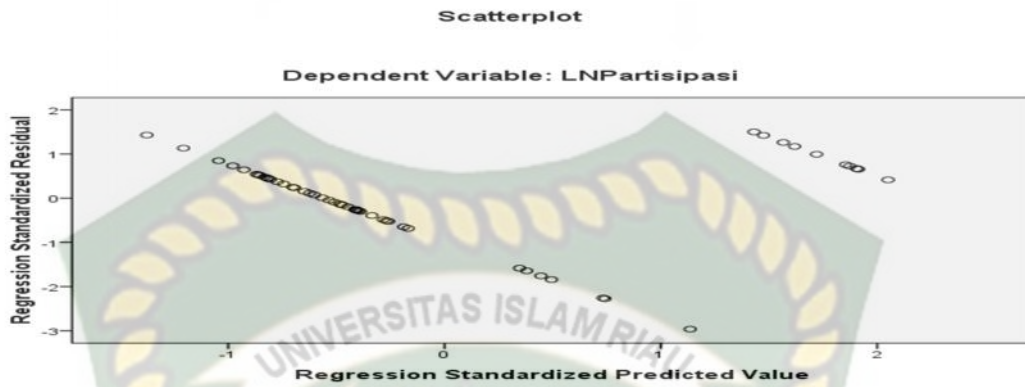 Scatterplot
Dependent Variable: LNPartisipasi
Regression Standardized Residual
2
1
0
-1
-2
-3
UNIVERSITAS ISLAM RIAU
-1
0
1
2
Regression Standardized Predicted Value